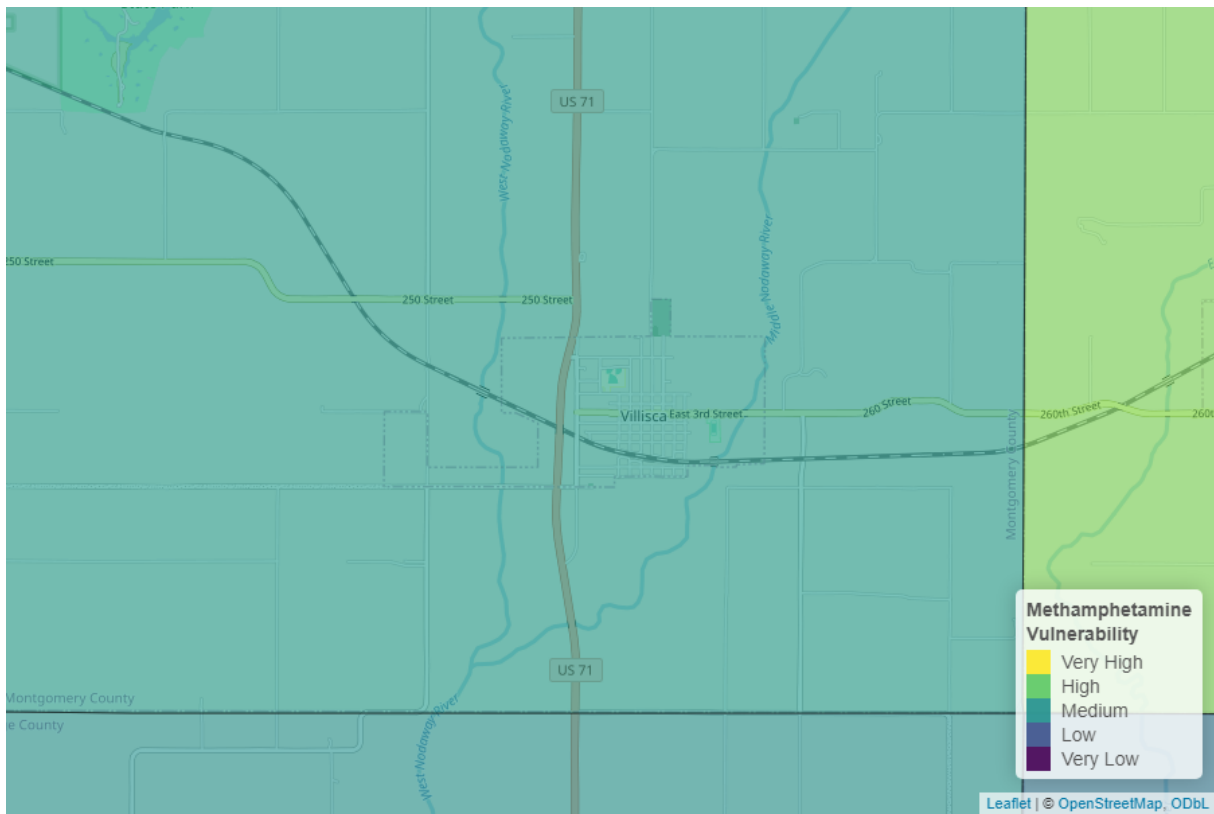 US 71
West Nodaway River
Middle Nodaway River
250 Street
250 Street
250 Street
Villisca
East 3rd Street
260 Street
260th Street
260t
Montgomery County
Methamphetamine
Vulnerability
Very High
High
Medium
Low
Very Low
US 71
Montgomery County
e County
West Nodaway River
Leaflet | © OpenStreetMap, ODbL